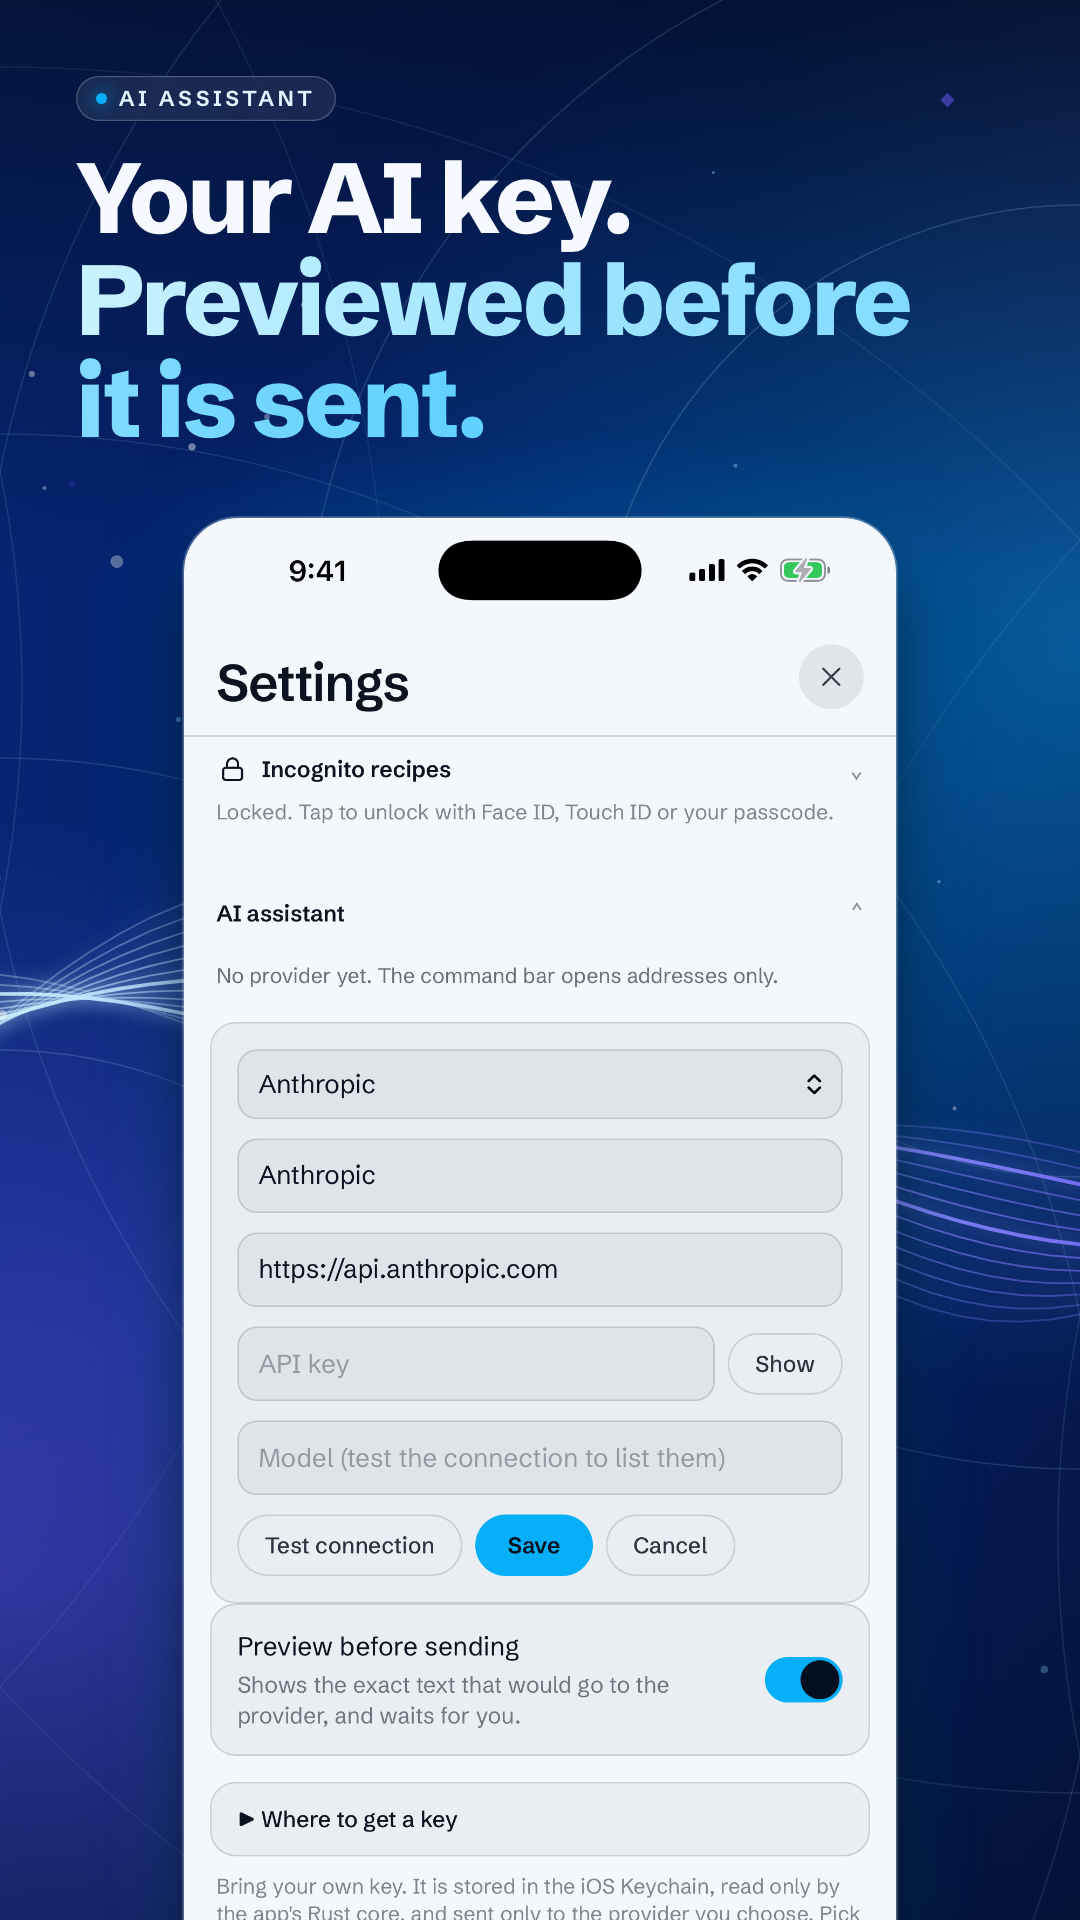 AI ASSISTANT
Your AI key.
Previewed before
it is sent.
9:41
Settings
Incognito recipes
Locked. Tap to unlock with Face ID, Touch ID or your passcode.
AI assistant
No provider yet. The command bar opens addresses only.
Anthropic
Anthropic
https://api.anthropic.com
API key
Show
Model (test the connection to list them)
Test connection
Save
Cancel
Preview before sending
Shows the exact text that would go to the
provider, and waits for you.
Where to get a key
Bring your own key. It is stored in the iOS Keychain, read only by
the app's Rust core, and sent only to the provider you choose. Pick